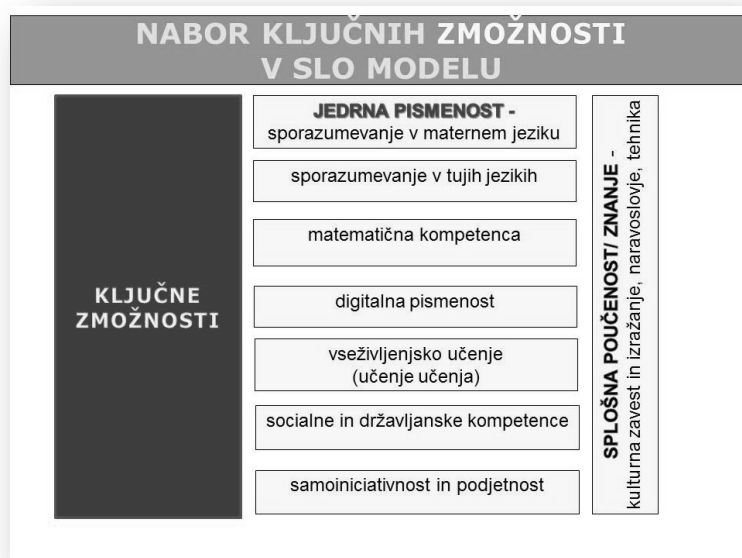 NABOR KLJUČNIH ZMOŽNOSTI
V SLO MODELU
KLJUČNE
ZMOŽNOSTI
JEDRNA PISMENOST -
sporazumevanje v maternem jeziku
sporazumevanje v tujih jezikih
matematična kompetenca
digitalna pismenost
vseživljenjsko učenje
(učenje učenja)
socialne in državljanske kompetence
samoiniciativnost in podjetnost
SPLOŠNA POUČENOST/ ZNANJE -
kulturna zavest in izražanje, naravoslovje, tehnika